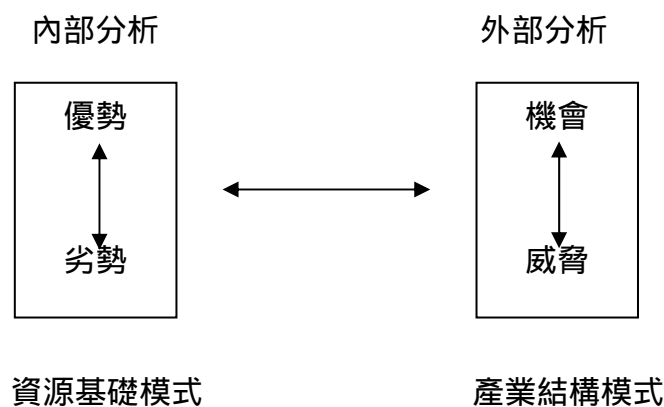 內部分析
外部分析
優勢
機會
劣勢
威脅
資源基礎模式
產業結構模式